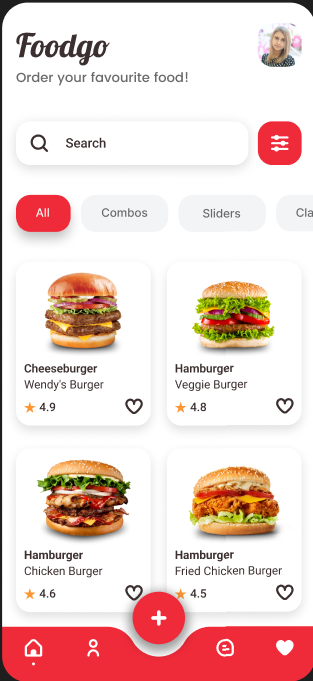 Foodgo
Order your favourite food!
Search
All
Combos
Sliders
Cla
Cheeseburger
Wendy's Burger
4.9
Hamburger
Veggie Burger
4.8
Hamburger
Chicken Burger
4.6
Hamburger
Fried Chicken Burger
4.5